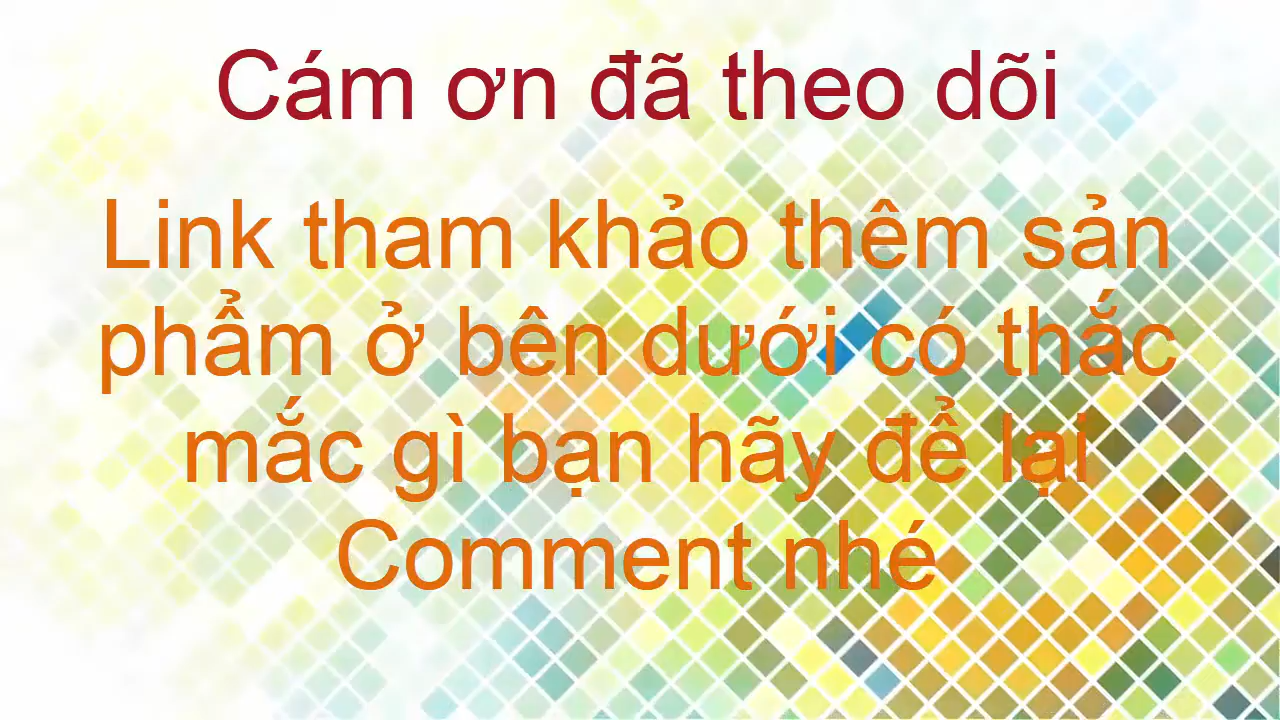 Cám ơn đã theo dõi
Link tham khảo thêm sản
phẩm ở bên dưới có thắc
mắc gì bạn hãy để lại
Comment nhé